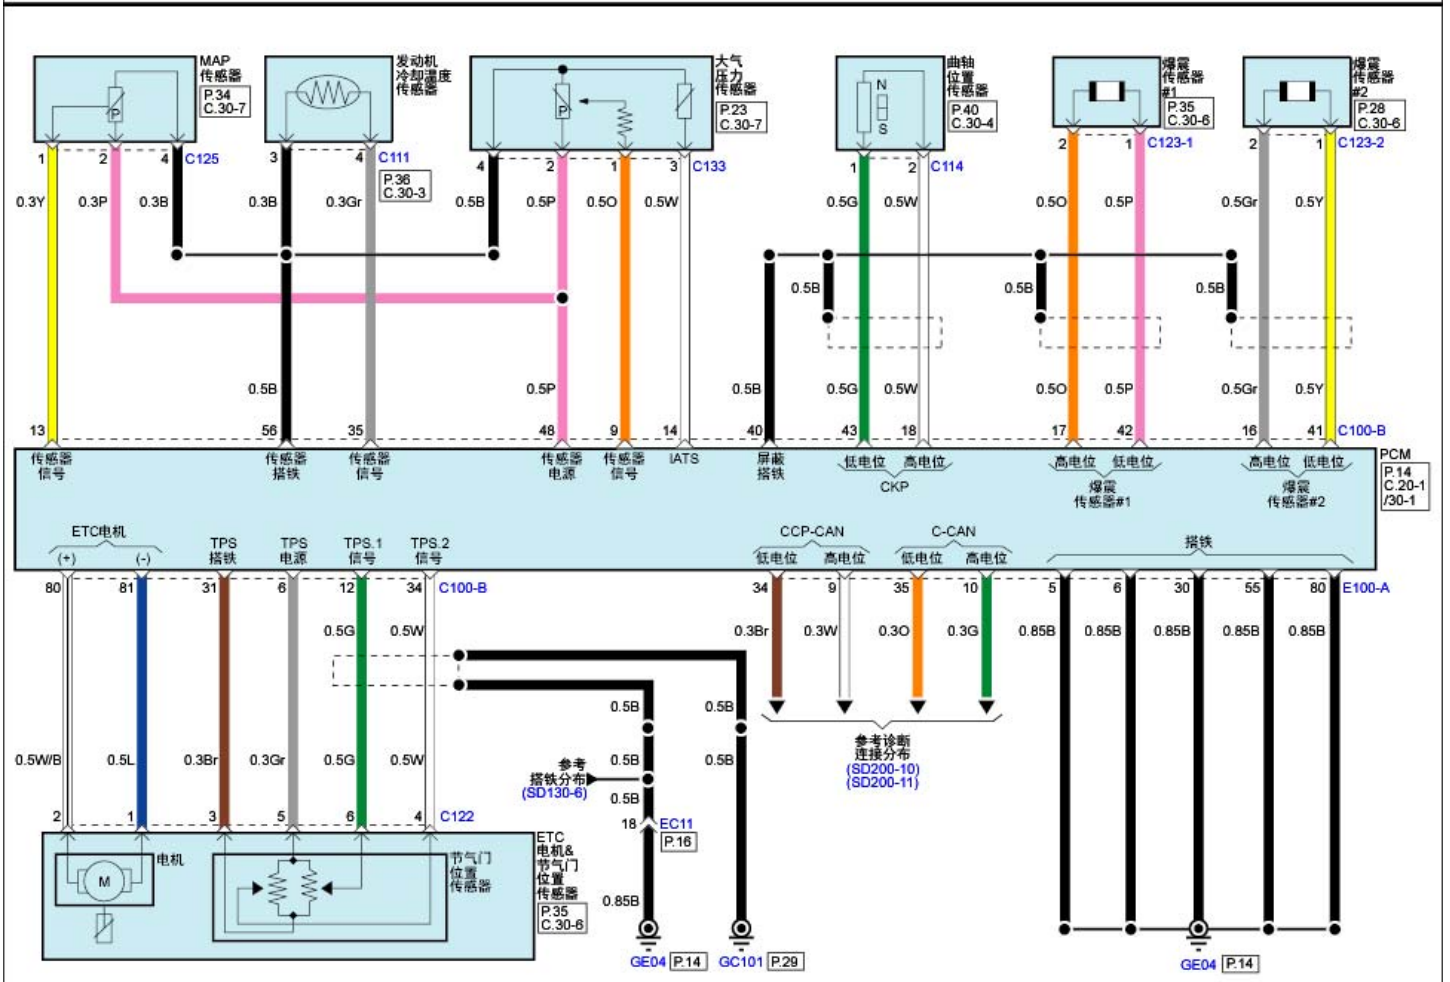 MAP
传感器
P.34
C.30-7
发动机
冷却温度
传感器
大气
压力
传感器
P.23
C.30-7
曲轴
位置
传感器
P.40
C.30-4
爆震
传感器
#1
P.35
C.30-6
爆震
传感器
#2
P.28
C.30-6
P
P
N
S
1 2 4 C125
3 4 C111
P.36
C.30-3
4 2 1 3 C133
1 2 C114
2 1 C123-1
2 1 C123-2
0.3Y 0.3P 0.3B 0.3B 0.3Gr 0.5B 0.5P 0.5O 0.5W 0.5G 0.5W 0.5O 0.5P 0.5Gr 0.5Y
0.5B 0.5B 0.5B
0.5B 0.5P 0.5B 0.5G 0.5W 0.5O 0.5P 0.5Gr 0.5Y
13 56 35 48 9 14 40 43 18 17 42 16 41 C100-B
传感器
信号
传感器
搭铁
传感器
信号
传感器
电源
传感器
信号
IATS
屏蔽
搭铁
低电位 高电位
CKP
高电位 低电位
爆震
传感器#1
高电位 低电位
爆震
传感器#2
PCM
P.14
C.20-1
/30-1
ETC电机
(+) (-)
TPS
搭铁
TPS
电源
TPS.1
信号
TPS.2
信号
CCP-CAN
低电位 高电位
C-CAN
低电位 高电位
搭铁
80 81 31 6 12 34 C100-B
34 9 35 10 5 6 30 55 80 E100-A
0.5G 0.5W 0.3Br 0.3W 0.3O 0.3G 0.85B 0.85B 0.85B 0.85B 0.85B
0.5B 0.5B
参考诊断
连接分布
(SD200-10)
(SD200-11)
0.5W/B 0.5L 0.3Br 0.3Gr 0.5G 0.5W
0.5B 0.5B
参考
搭铁分布
(SD130-6)
0.5B
2 1 3 5 6 4 C122
18 EC11
P.16
ETC
电机&
节气门
位置
传感器
P.35
C.30-6
电机
M
节气门
位置
传感器
0.85B
GE04 P.14
GC101 P.29
GE04 P.14